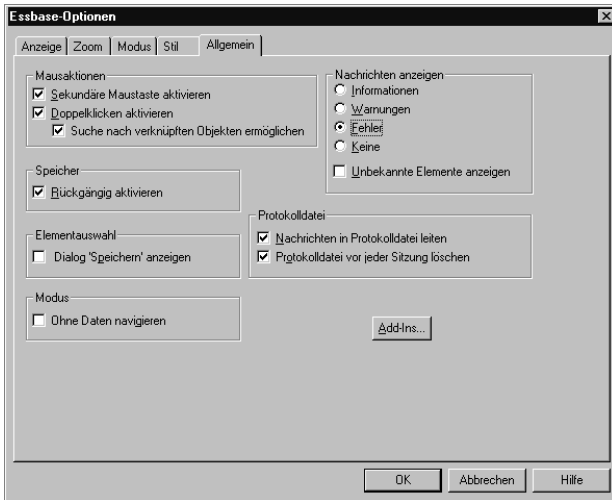 Essbase-Optionen
Anzeige Zoom Modus Stil Allgemein
Mausaktionen
Sekundäre Maustaste aktivieren
Doppelklicken aktivieren
Suche nach verknüpften Objekten ermöglichen
Nachrichten anzeigen
Informationen
Warnungen
Fehler
Keine
Unbekannte Elemente anzeigen
Speicher
Rückgängig aktivieren
Elementauswahl
Dialog 'Speichern' anzeigen
Protokolldatei
Nachrichten in Protokolldatei leiten
Protokolldatei vor jeder Sitzung löschen
Modus
Ohne Daten navigieren
Add-Ins...
OK Abbrechen Hilfe